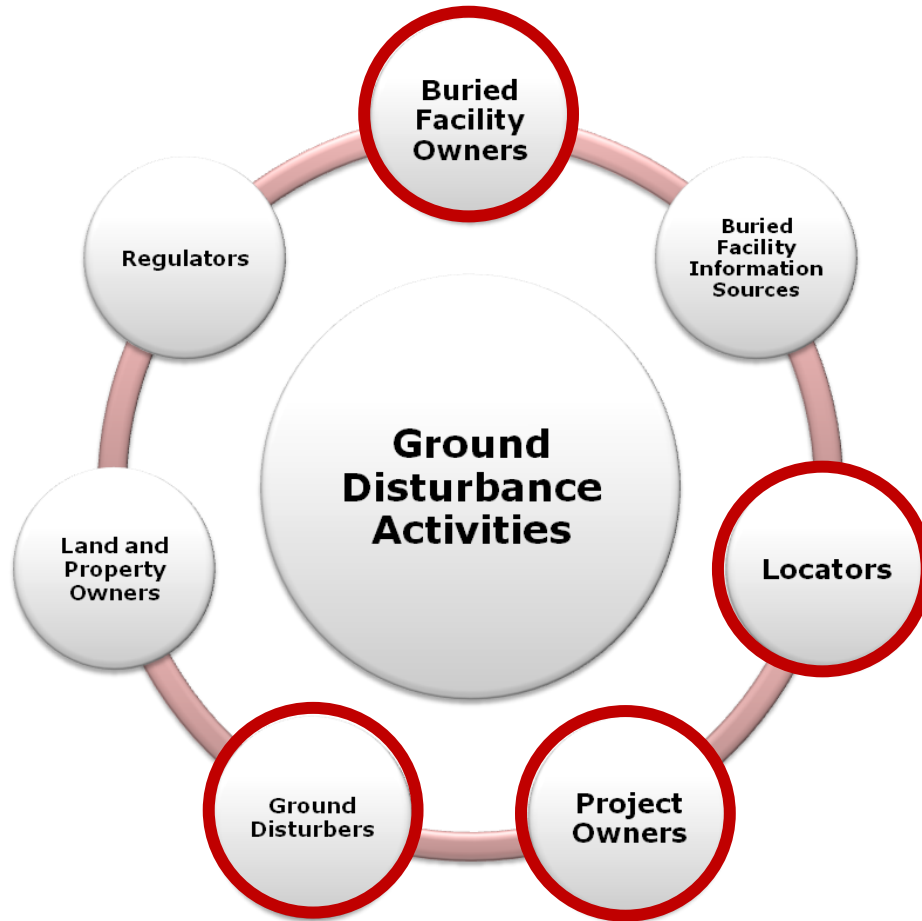 Buried
Facility
Owners
Buried
Facility
Information
Sources
Regulators
Ground
Disturbance
Activities
Land and
Property
Owners
Locators
Ground
Disturbers
Project
Owners